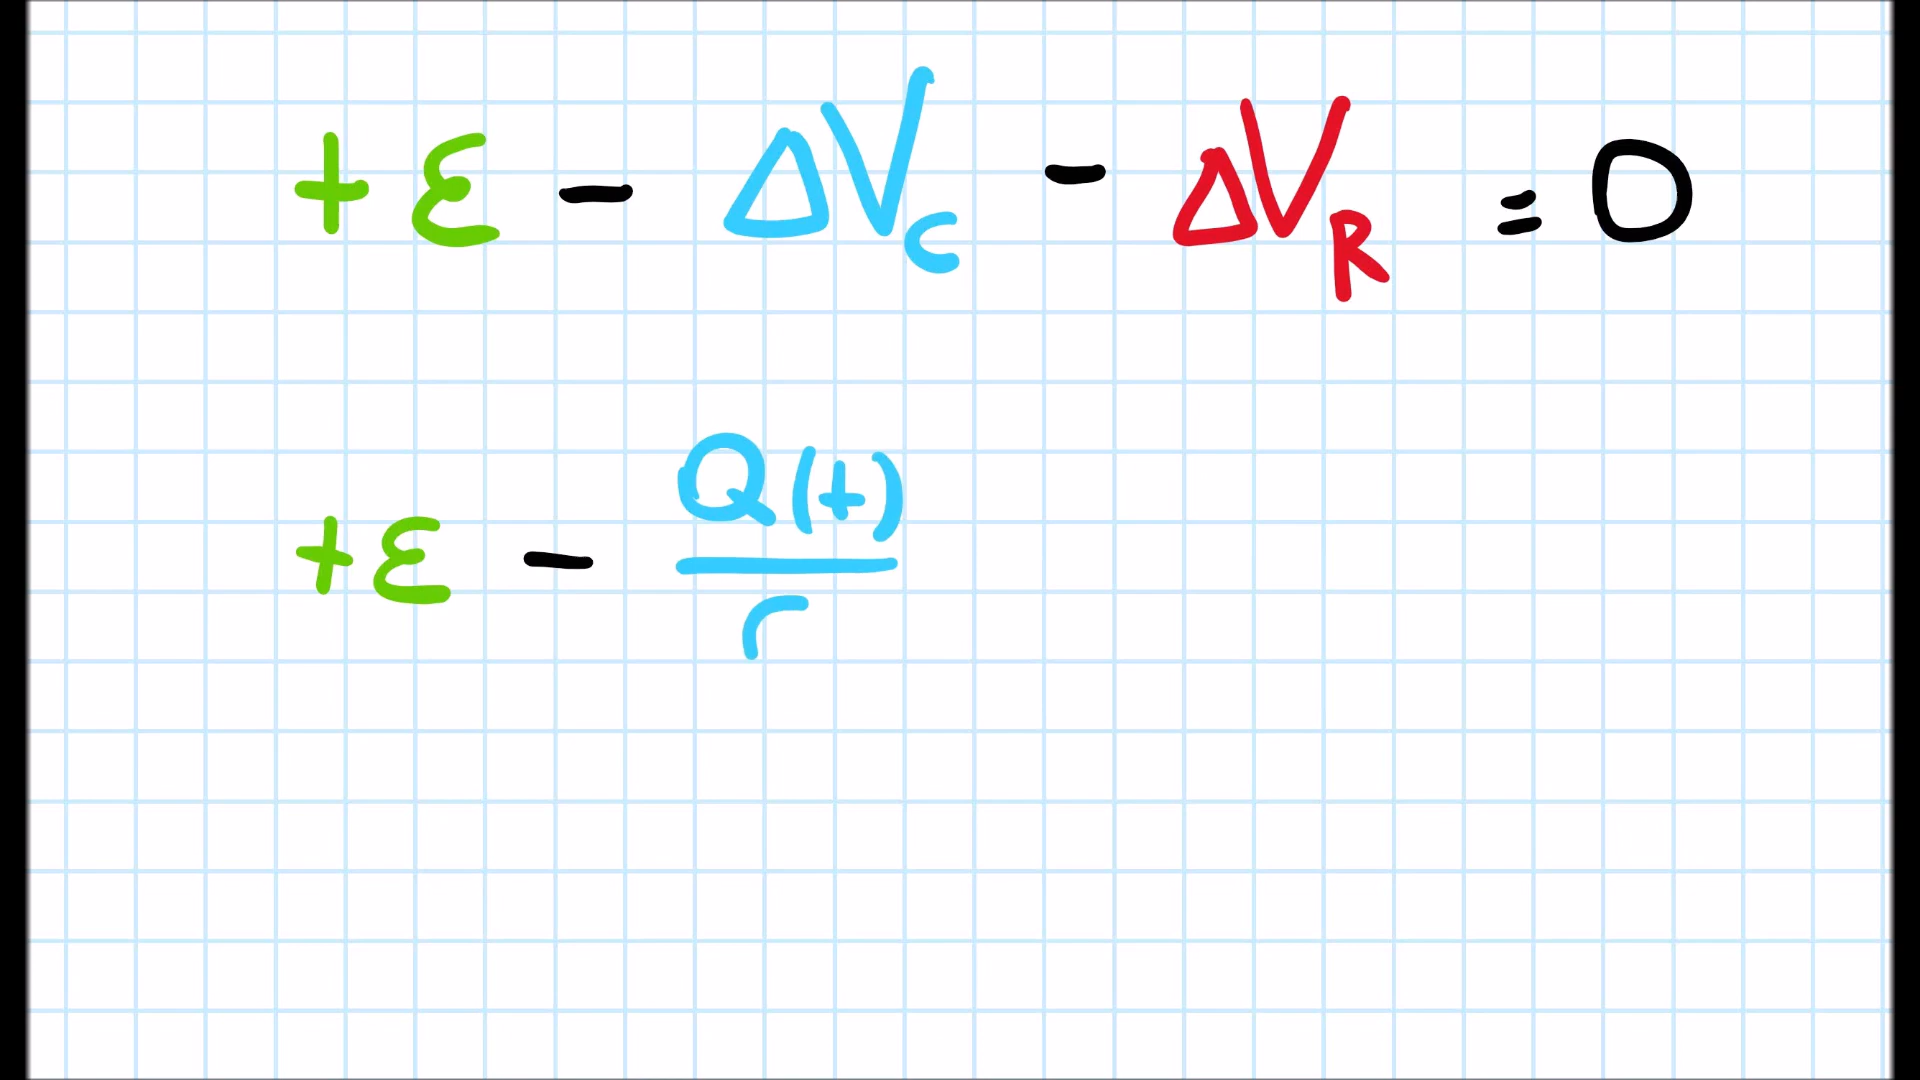 +ε - ΔV_C - ΔV_R = 0
+ε - Q(t)